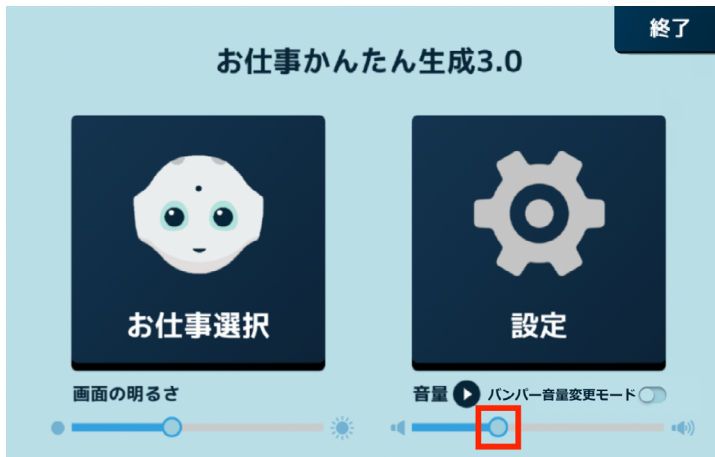 終了
お仕事かんたん生成3.0
お仕事選択
設定
画面の明るさ
音量 バンパー音量変更モード